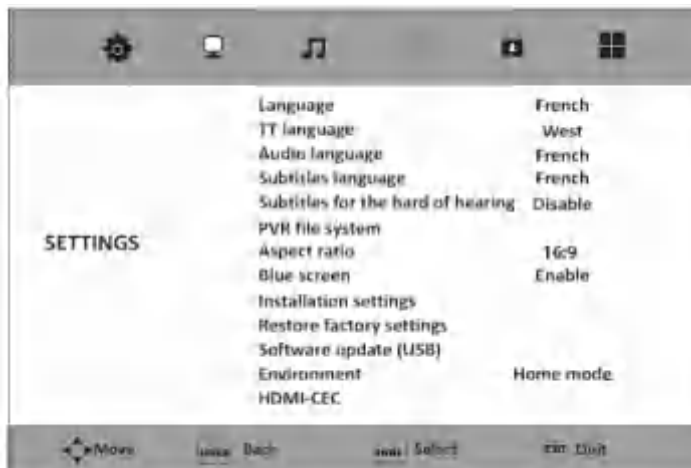 Language French
TT language West
Audio language French
Subtitles language French
Subtitles for the hard of hearing Disable
PVR file system
SETTINGS
Aspect ratio 16:9
Blue screen Enable
Installation settings
Restore factory settings
Software update (USB)
Environment Home mode
HDMI-CEC
Move Back Select EXIT Quit